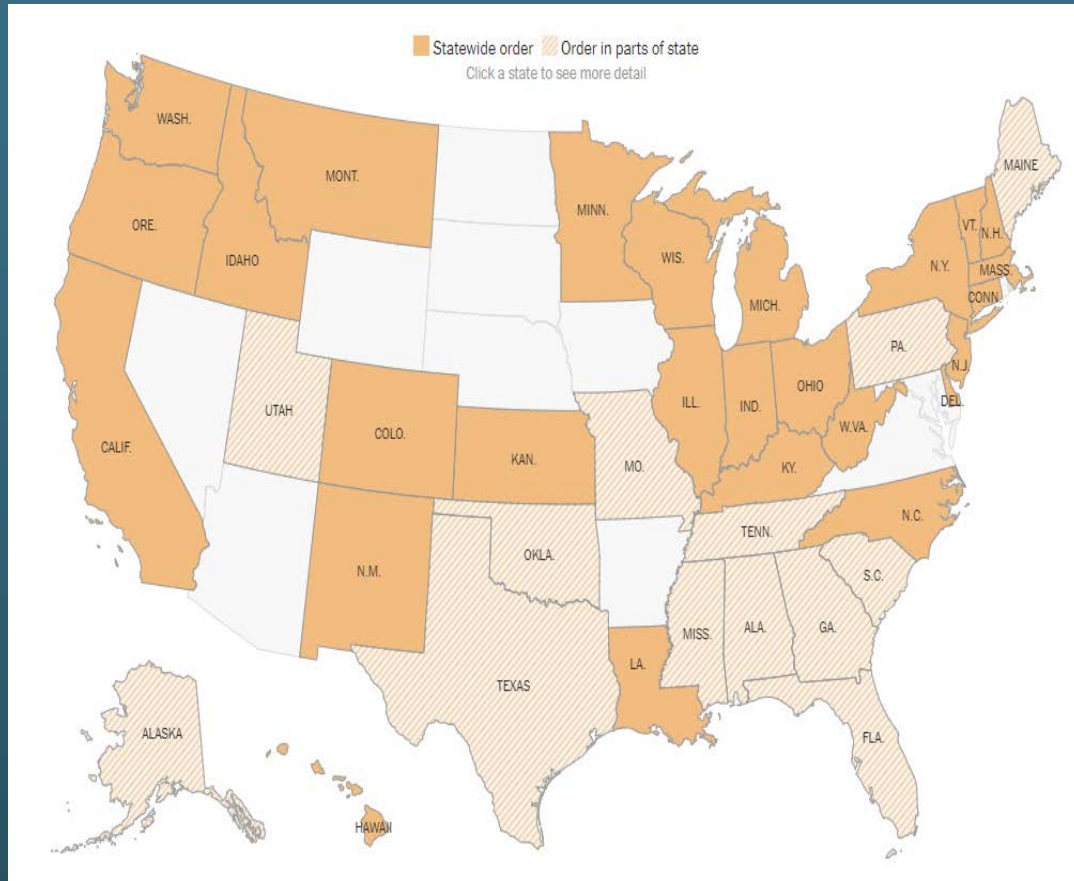 Statewide order Order in parts of state
Click a state to see more detail
WASH.
MONT.
MAINE
MINN.
ORE.
VT.
N.H.
IDAHO
WIS.
N.Y.
MASS.
MICH.
CONN.
PA.
N.J.
OHIO
UTAH
ILL.
IND.
DEL.
COLO.
W.VA.
CALIF.
KAN.
MO.
KY.
N.C.
TENN.
OKLA.
N.M.
S.C.
MISS.
ALA.
GA.
LA.
TEXAS
ALASKA
FLA.
HAWAII